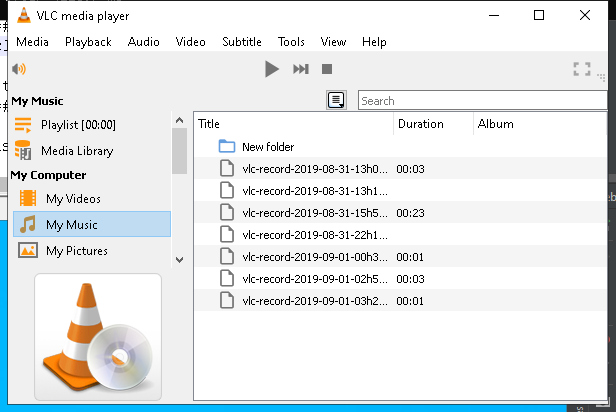 VLC media player
Media Playback Audio Video Subtitle Tools View Help
My Music
Playlist [00:00]
Media Library
My Computer
My Videos
My Music
My Pictures
Search
Title Duration Album
New folder
vlc-record-2019-08-31-13h0... 00:03
vlc-record-2019-08-31-13h1...
vlc-record-2019-08-31-15h5... 00:23
vlc-record-2019-08-31-22h1...
vlc-record-2019-09-01-00h3... 00:01
vlc-record-2019-09-01-02h5... 00:03
vlc-record-2019-09-01-03h2... 00:01